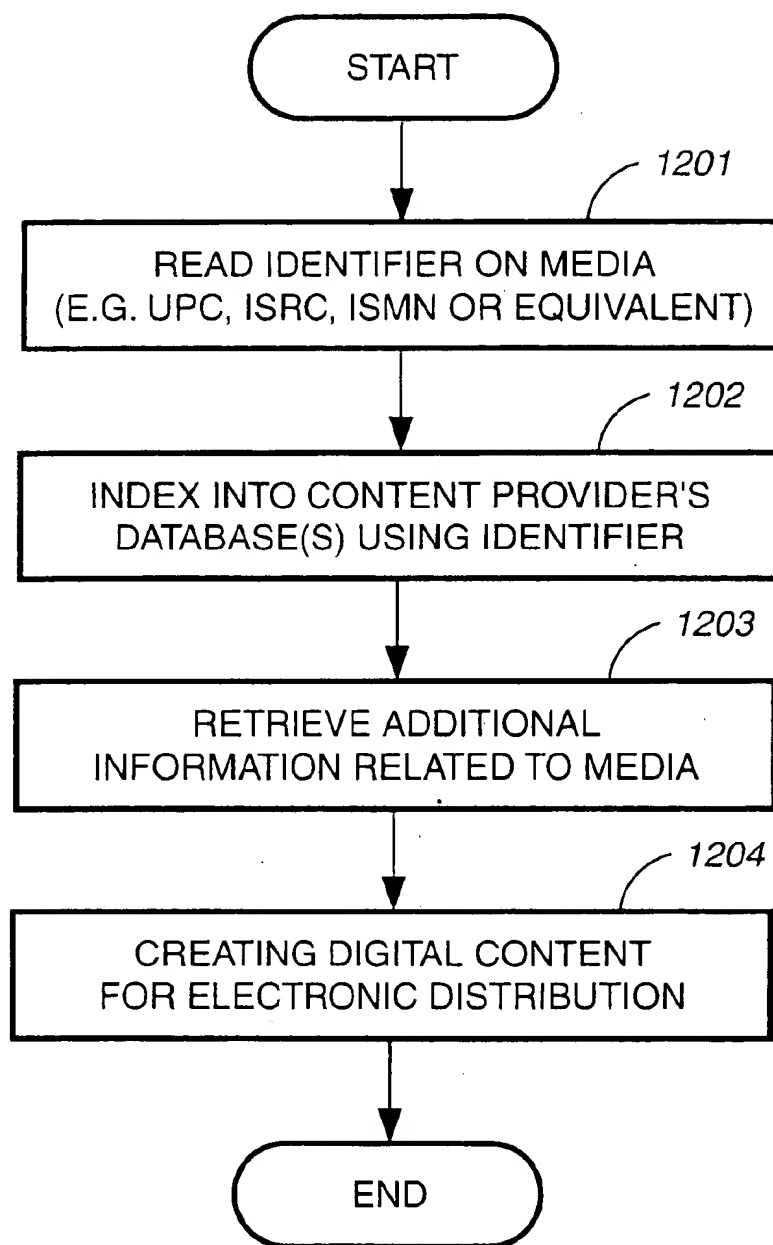 START
1201
READ IDENTIFIER ON MEDIA
(E.G. UPC, ISRC, ISMN OR EQUIVALENT)
1202
INDEX INTO CONTENT PROVIDER'S
DATABASE(S) USING IDENTIFIER
1203
RETRIEVE ADDITIONAL
INFORMATION RELATED TO MEDIA
1204
CREATING DIGITAL CONTENT
FOR ELECTRONIC DISTRIBUTION
END